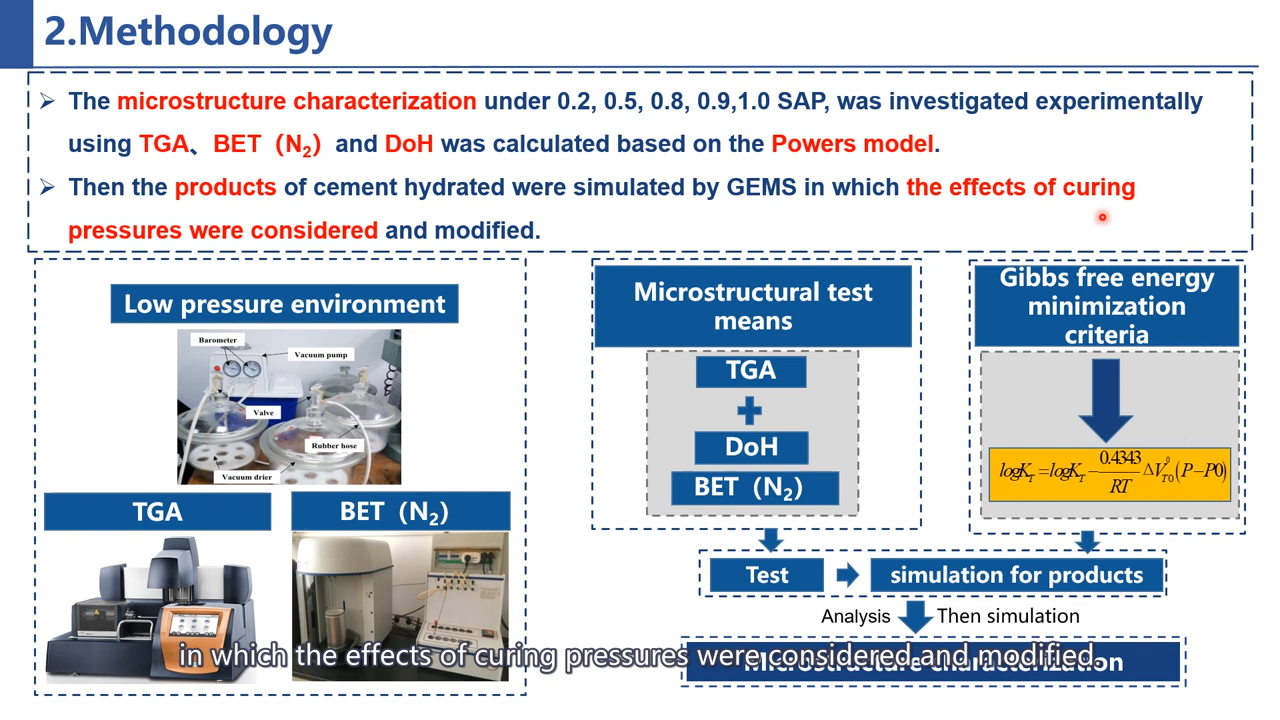 2.Methodology
➢ The microstructure characterization under 0.2, 0.5, 0.8, 0.9,1.0 SAP, was investigated experimentally
using TGA、BET（N₂）and DoH was calculated based on the Powers model.
➢ Then the products of cement hydrated were simulated by GEMS in which the effects of curing
pressures were considered and modified.
Low pressure environment
Barometer
Vacuum pump
Valve
Rubber hose
Vacuum drier
TGA
BET（N₂）
Microstructural test
means
TGA
DoH
BET（N₂）
Gibbs free energy
minimization
criteria
logK_T=logK_T−0.4343/RT ΔV⁰_T0(P−P0)
Test
simulation for products
Analysis
Then simulation
Microstructure characterization
in which the effects of curing pressures were considered and modified